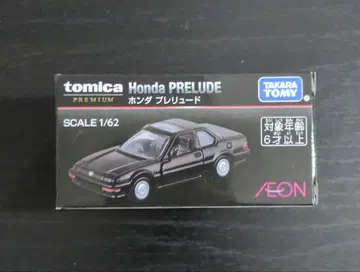 tomica Honda PRELUDE
PREMIUM ホンダ プレリュード
TAKARA TOMY
SCALE 1/62
対象年齢
6才以上
ÆON